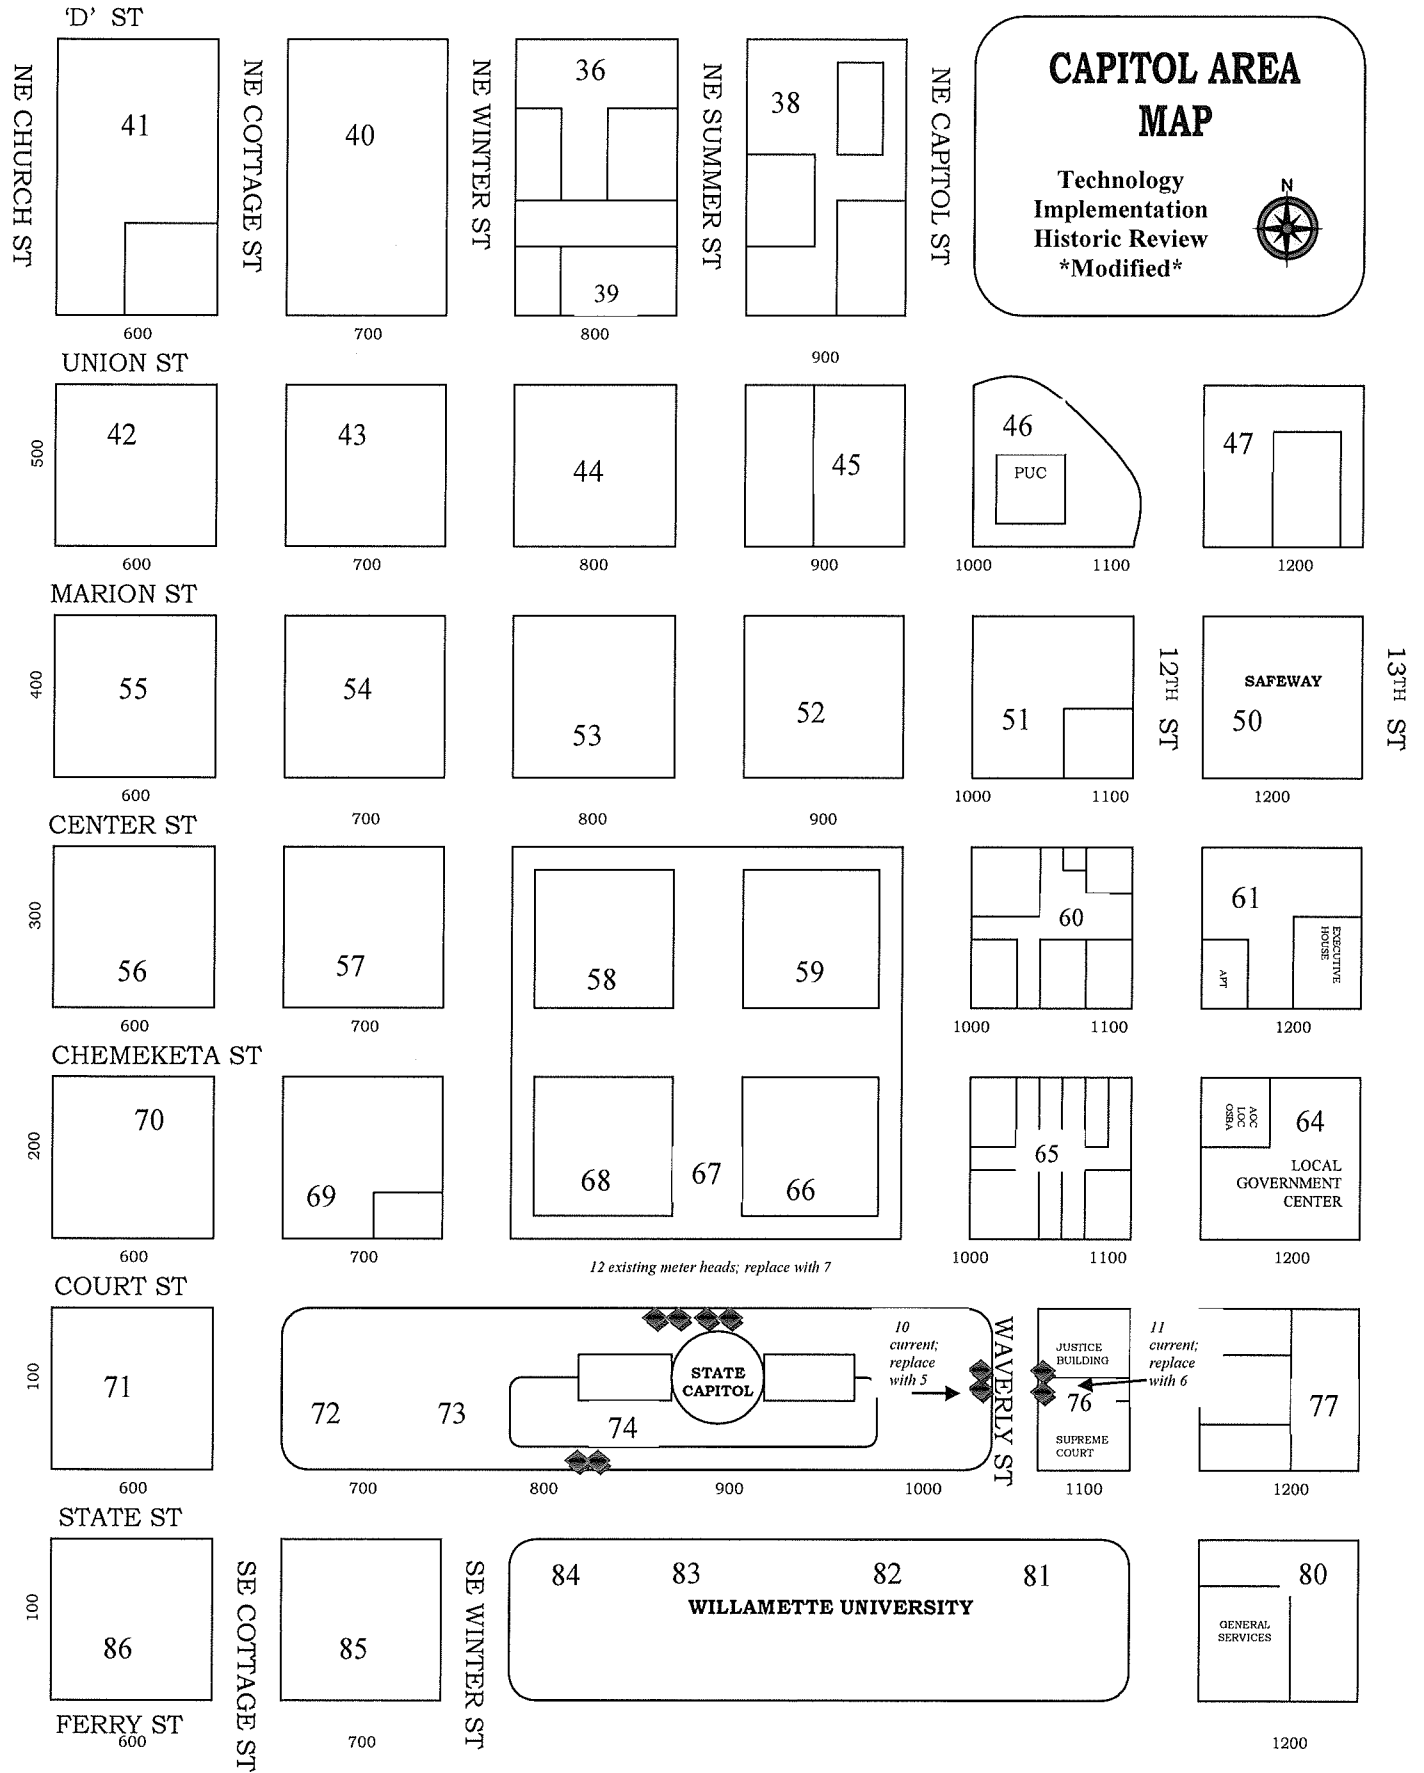 'D' ST
NE CHURCH ST
NE COTTAGE ST
NE WINTER ST
NE SUMMER ST
NE CAPITOL ST
CAPITOL AREA
MAP
Technology
Implementation
Historic Review
*Modified*
N
41
40
36
39
38
600
700
800
900
UNION ST
500
42
43
44
45
46
PUC
47
600
700
800
900
1000
1100
1200
MARION ST
400
55
54
53
52
51
12TH ST
SAFEWAY
50
13TH ST
600
700
800
900
1000
1100
1200
CENTER ST
300
56
57
58
59
60
61
EXECUTIVE
HOUSE
APT
600
700
1000
1100
1200
CHEMEKETA ST
200
70
69
68
67
66
65
AOC
LOC
OSBA
64
LOCAL
GOVERNMENT
CENTER
600
700
12 existing meter heads; replace with 7
1000
1100
1200
COURT ST
100
71
72
73
74
STATE
CAPITOL
10
current;
replace
with 5
WAVERLY ST
JUSTICE
BUILDING
76
SUPREME
COURT
11
current;
replace
with 6
77
600
700
800
900
1000
1100
1200
STATE ST
100
86
SE COTTAGE ST
85
SE WINTER ST
84
83
82
81
WILLAMETTE UNIVERSITY
80
GENERAL
SERVICES
FERRY ST
600
700
1200